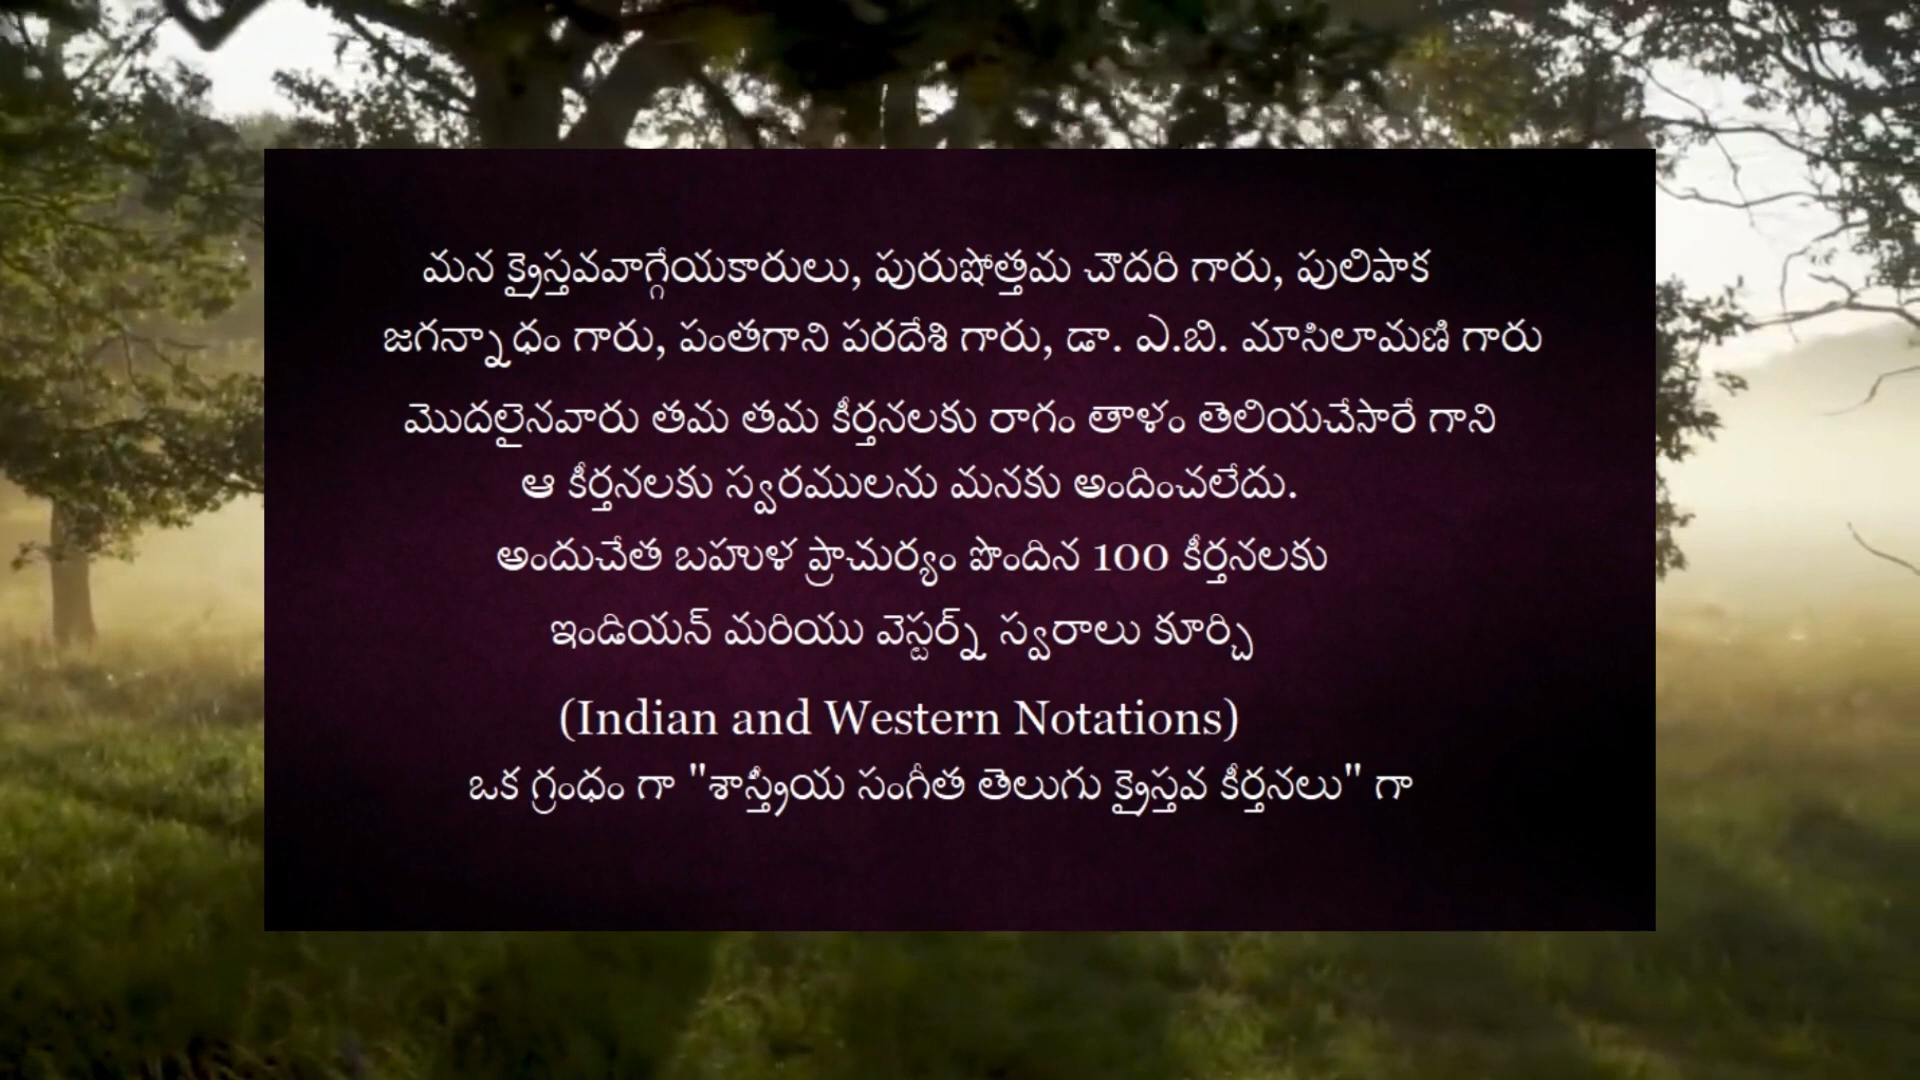 మన క్రైస్తవవాగ్గేయకారులు, పురుషోత్తమ చౌదరి గారు, పులిపాక
జగన్నాధం గారు, పంతగాని పరదేశి గారు, డా. ఎ.బి. మాసిలామణి గారు
మొదలైనవారు తమ తమ కీర్తనలకు రాగం తాళం తెలియచేసారే గాని
ఆ కీర్తనలకు స్వరములను మనకు అందించలేదు.
అందుచేత బహుళ ప్రాచుర్యం పొందిన 100 కీర్తనలకు
ఇండియన్ మరియు వెస్టర్న్ స్వరాలు కూర్చి
(Indian and Western Notations)
ఒక గ్రంధం గా "శాస్త్రీయ సంగీత తెలుగు క్రైస్తవ కీర్తనలు" గా